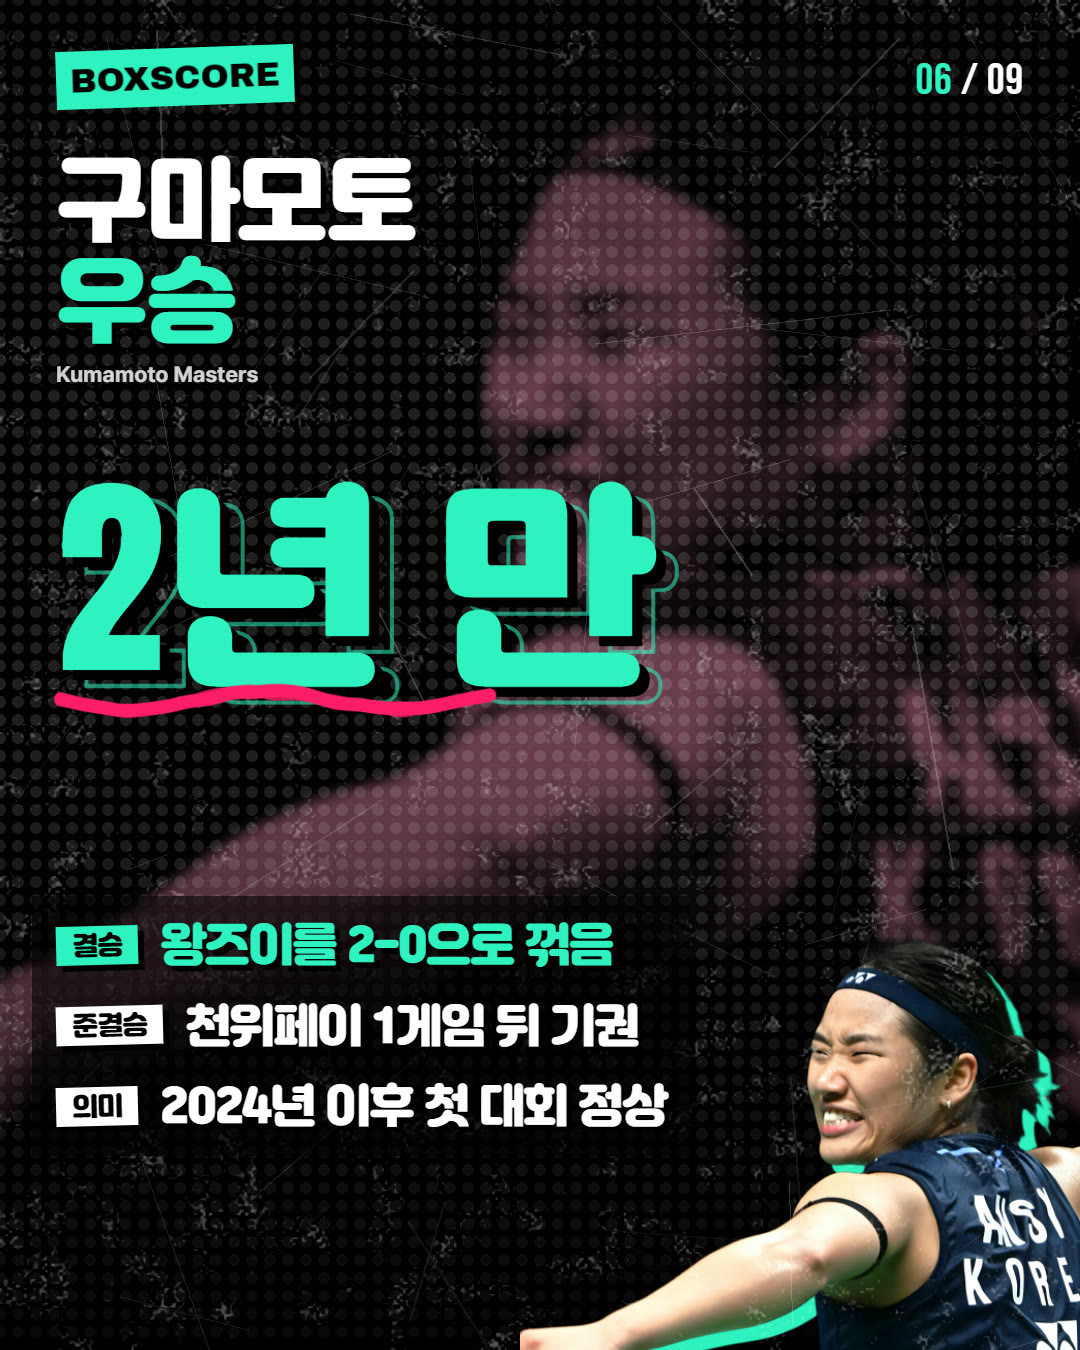 BOXSCORE
06 / 09
구마모토
우승
Kumamoto Masters
2년 만
결승 왕즈이를 2-0으로 꺾음
준결승 천위페이 1게임 뒤 기권
의미 2024년 이후 첫 대회 정상
AN S Y
KORE